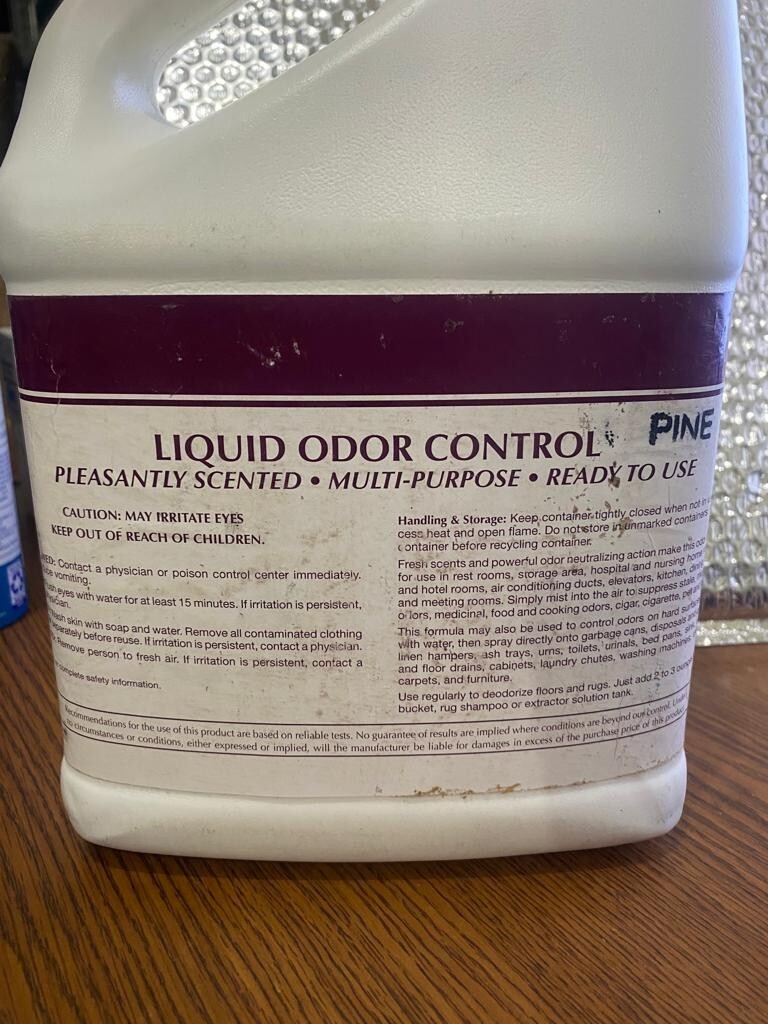 LIQUID ODOR CONTROL
PINE
PLEASANTLY SCENTED • MULTI-PURPOSE • READY TO USE
CAUTION: MAY IRRITATE EYES
KEEP OUT OF REACH OF CHILDREN.
Contact a physician or poison control center immediately.
vomiting.
eyes with water for at least 15 minutes. If irritation is persistent,
skin with soap and water. Remove all contaminated clothing
before reuse. If irritation is persistent, contact a physician.
Remove person to fresh air. If irritation is persistent, contact a
complete safety information.
Handling & Storage: Keep container tightly closed when not in
cess heat and open flame. Do not store in unmarked containers
container before recycling container.
Fresh scents and powerful odor neutralizing action make this
for use in rest rooms, storage area, hospital and nursing
and hotel rooms, air conditioning ducts, elevators, kitchen,
and meeting rooms. Simply mist into the air to suppress stale,
odors, medicinal, food and cooking odors, cigar, cigarette,
This formula may also be used to control odors on hard
with water, then spray directly onto garbage cans, disposals
linen hampers, ash trays, urns, toilets, urinals, bed pans,
and floor drains, cabinets, laundry chutes, washing machines,
carpets, and furniture.
Use regularly to deodorize floors and rugs. Just add 2 to 3
bucket, rug shampoo or extractor solution tank.
Recommendations for the use of this product are based on reliable tests. No guarantee of results are implied where conditions are beyond our control. Under
no circumstances or conditions, either expressed or implied, will the manufacturer be liable for damages in excess of the purchase price of this product.